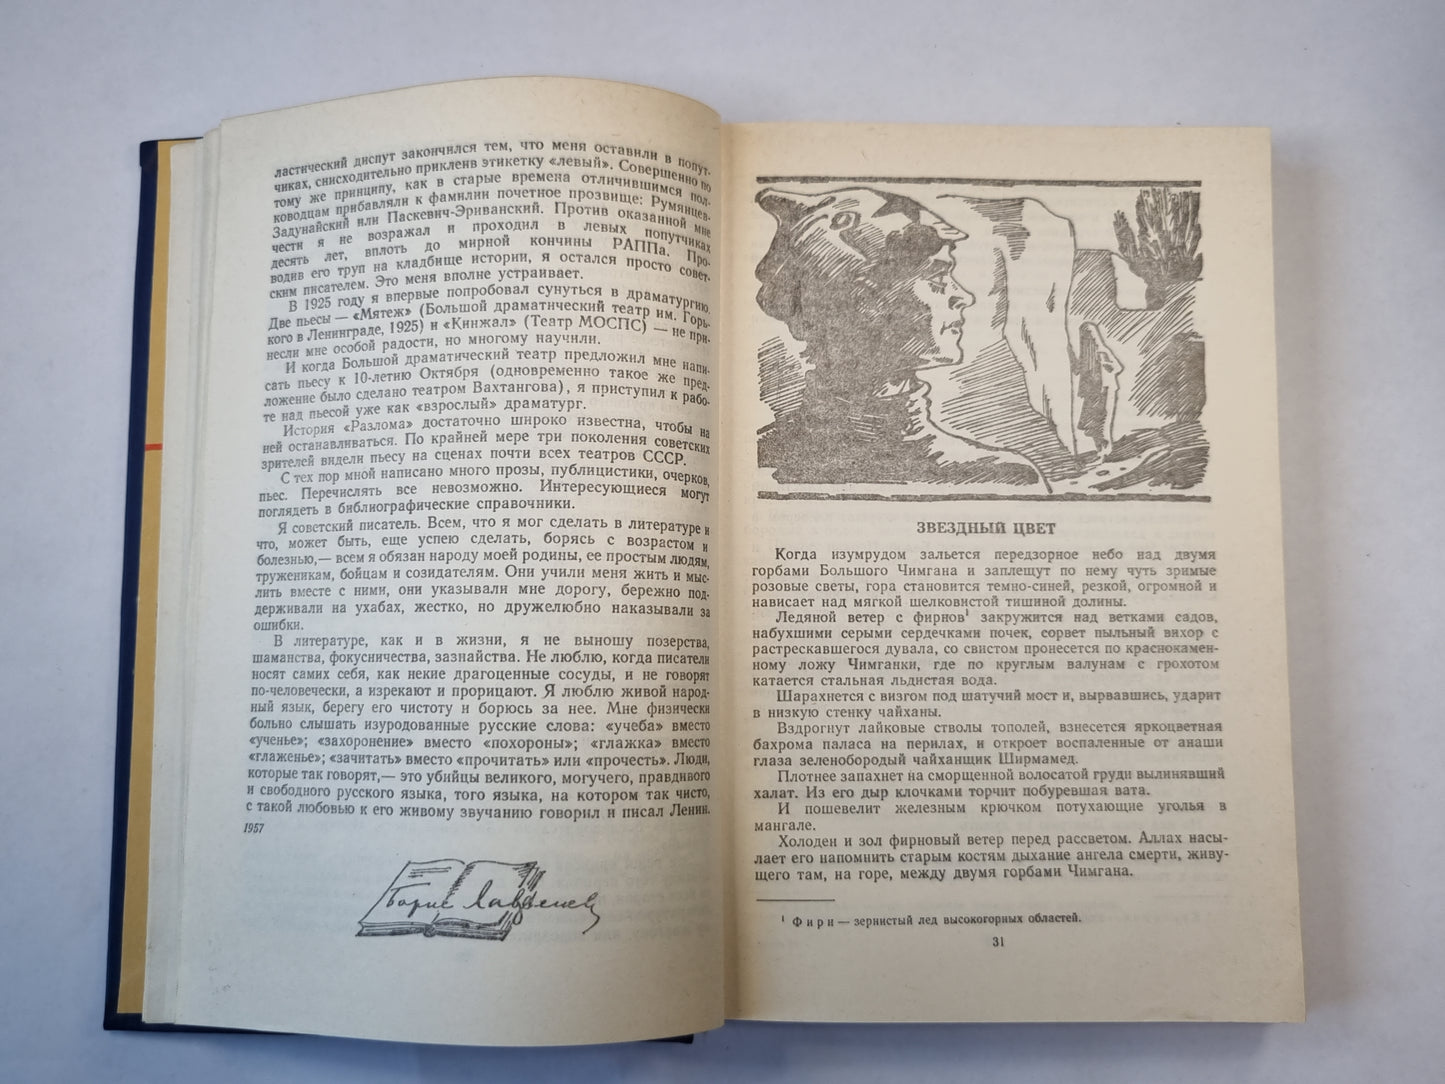 ластический диспут закончился тем, что меня оставили в попут-
чиках, снисходительно приклеив этикетку «левый». Совершенно по
тому же принципу, как в старые времена отличившимся пол-
ководцам прибавляли к фамилии почетное прозвище: Румянцев-
Задунайский или Паскевич-Эриванский. Против оказанной мне
чести я не возражал и проходил в левых попутчиках
десять лет, вплоть до мирной кончины РАППа. Про-
водив его труп на кладбище истории, я остался просто совет-
ским писателем. Это меня вполне устраивает.
В 1925 году я впервые попробовал сунуться в драматургию.
Две пьесы — «Мятеж» (Большой драматический театр им. Горь-
кого в Ленинграде, 1925) и «Кинжал» (Театр МОСПС) — не при-
несли мне особой радости, но многому научили.
И когда Большой драматический театр предложил мне напи-
сать пьесу к 10-летию Октября (одновременно такое же пред-
ложение было сделано театром Вахтангова), я приступил к рабо-
те над пьесой уже как «взрослый» драматург.
История «Разлома» достаточно широко известна, чтобы на
ней останавливаться. По крайней мере три поколения советских
зрителей видели пьесу на сценах почти всех театров СССР.
С тех пор мной написано много прозы, публицистики, очерков,
пьес. Перечислять все невозможно. Интересующиеся могут
поглядеть в библиографические справочники.
Я советский писатель. Всем, что я мог сделать в литературе и
что, может быть, еще успею сделать, борясь с возрастом и
болезнью,— всем я обязан народу моей родины, ее простым людям,
труженикам, бойцам и созидателям. Они учили меня жить и мыс-
лить вместе с ними, они указывали мне дорогу, бережно под-
держивали на ухабах, жестко, но дружелюбно наказывали за
ошибки.
В литературе, как и в жизни, я не выношу позерства,
шаманства, фокусничества, зазнайства. Не люблю, когда писатели
носят самих себя, как некие драгоценные сосуды, и не говорят
по-человечески, а изрекают и прорицают. Я люблю живой народ-
ный язык, берегу его чистоту и борюсь за нее. Мне физически
больно слышать изуродованные русские слова: «учеба» вместо
«ученье»; «захоронение» вместо «похороны»; «глажка» вместо
«глаженье»; «зачитать» вместо «прочитать» или «прочесть». Люди,
которые так говорят,— это убийцы великого, могучего, правдивого
и свободного русского языка, того языка, на котором так чисто,
с такой любовью к его живому звучанию говорил и писал Ленин.
1957
Борис Лавренев
ЗВЕЗДНЫЙ ЦВЕТ
Когда изумрудом зальется передзорное небо над двумя
горбами Большого Чимгана и заплещут по нему чуть зримые
розовые светы, гора становится темно-синей, резкой, огромной и
нависает над мягкой шелковистой тишиной долины.
Ледяной ветер с фирнов¹ закружится над ветками садов,
набухшими серыми сердечками почек, сорвет пыльный вихор с
растрескавшегося дувала, со свистом пронесется по краснокамен-
ному ложу Чимганки, где по круглым валунам с грохотом
катается стальная льдистая вода.
Шарахнется с визгом под шатучий мост и, вырвавшись, ударит
в низкую стенку чайханы.
Вздрогнут лайковые стволы тополей, взнесется яркоцветная
бахрома паласа на перилах, и откроет воспаленные от анаши
глаза зеленобородый чайханщик Ширмамед.
Плотнее запахнет на сморщенной волосатой груди вылинявший
халат. Из его дыр клочками торчит побуревшая вата.
И пошевелит железным крючком потухающие уголья в
мангале.
Холоден и зол фирновый ветер перед рассветом. Аллах насы-
лает его напомнить старым костям дыхание ангела смерти, живу-
щего там, на горе, между двумя горбами Чимгана.
¹ Фирн — зернистый лед высокогорных областей.
31